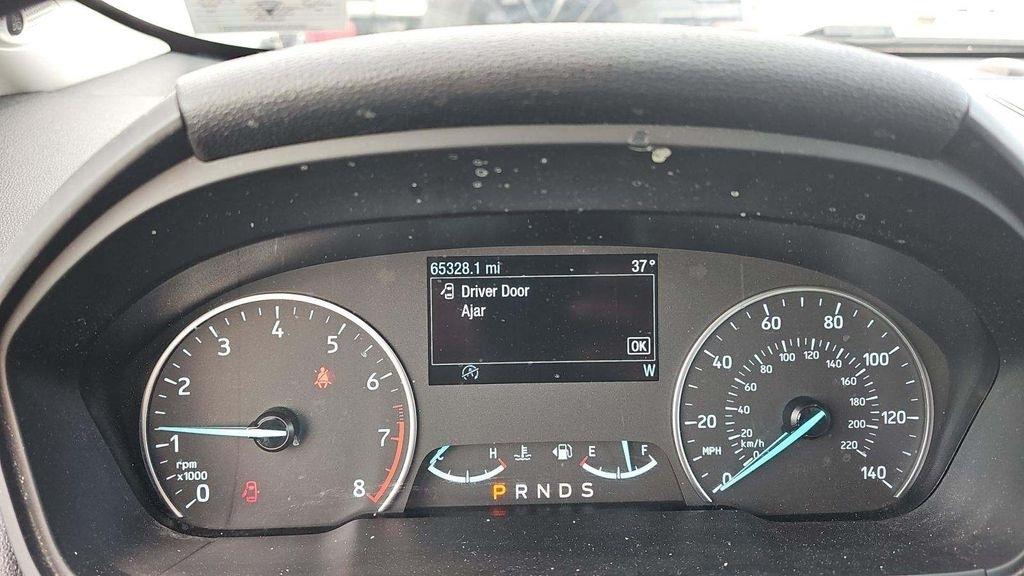 65328.1 mi 37°
Driver Door
Ajar
OK
W
0 1 2 3 4 5 6 7 8
rpm
x1000
H E F
P R N D S
0 20 40 60 80 100 120 140
MPH
0 20 40 60 80 100 120 140 160 180 200 220
km/h